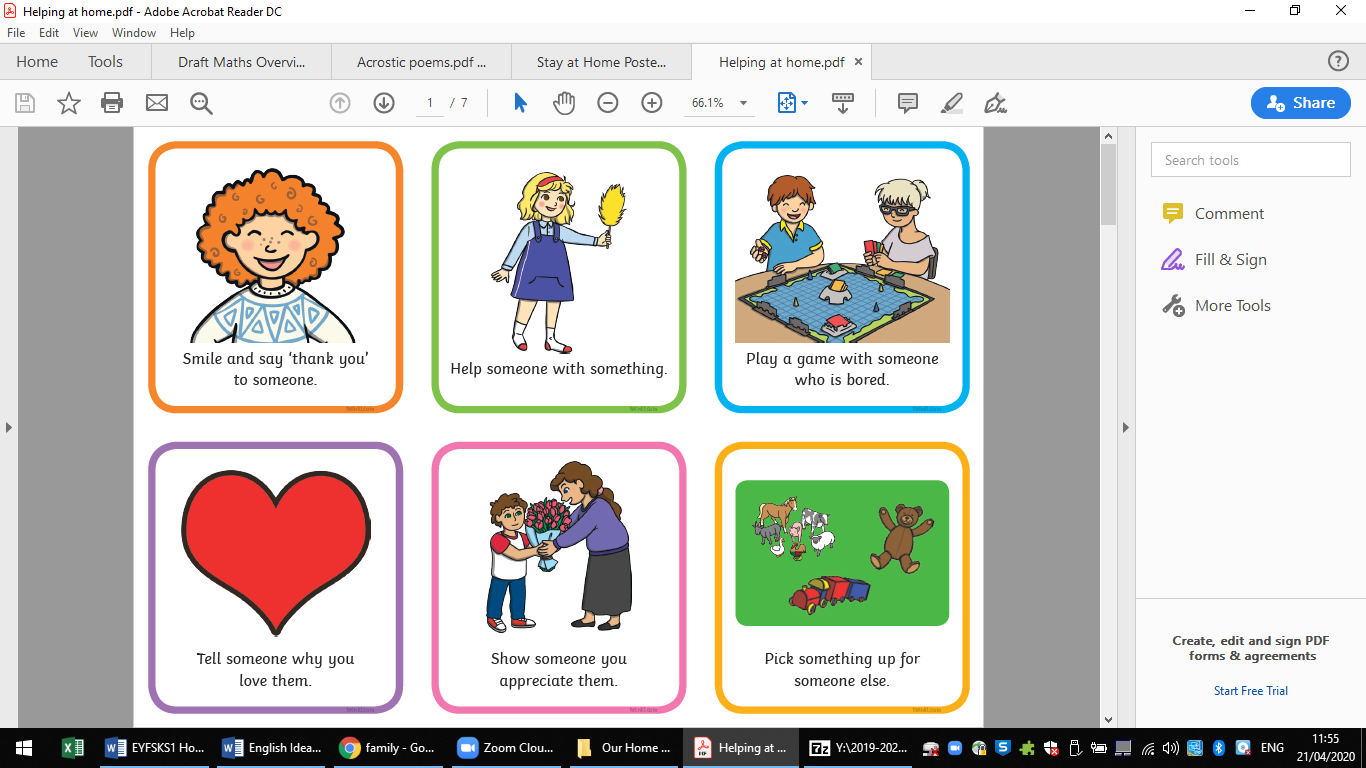 Helping at home.pdf - Adobe Acrobat Reader DC
File Edit View Window Help
Home Tools Draft Maths Overvi... Acrostic poems.pdf ... Stay at Home Poste... Helping at home.pdf ×
1 / 7 66.1% Share
Search tools
Comment
Fill & Sign
More Tools
Smile and say ‘thank you’
to someone.
Help someone with something.
Play a game with someone
who is bored.
Tell someone why you
love them.
Show someone you
appreciate them.
Pick something up for
someone else.
Create, edit and sign PDF
forms & agreements
Start Free Trial
EYFSKS1 Ho... English Idea... family - Go... Zoom Clou... Our Home ... Helping at ... Y:\2019-202... ENG
11:55
21/04/2020